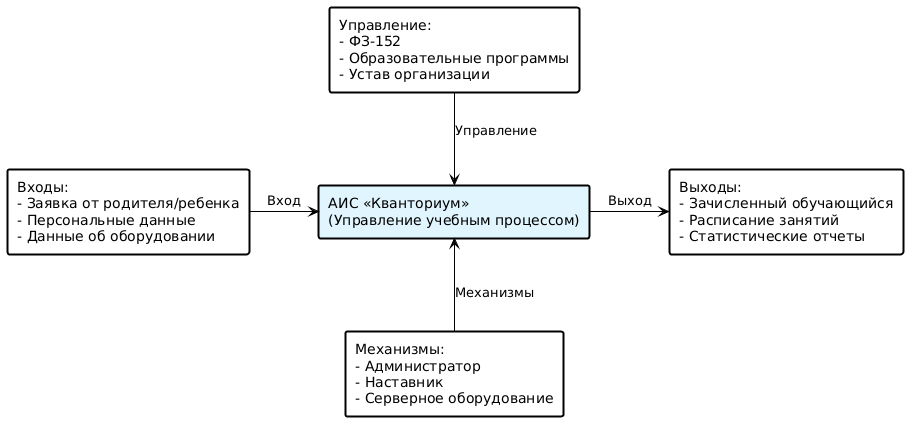 Управление:
- ФЗ-152
- Образовательные программы
- Устав организации
Управление
Входы:
- Заявка от родителя/ребенка
- Персональные данные
- Данные об оборудовании
Вход
АИС «Кванториум»
(Управление учебным процессом)
Выход
Выходы:
- Зачисленный обучающийся
- Расписание занятий
- Статистические отчеты
Механизмы
Механизмы:
- Администратор
- Наставник
- Серверное оборудование